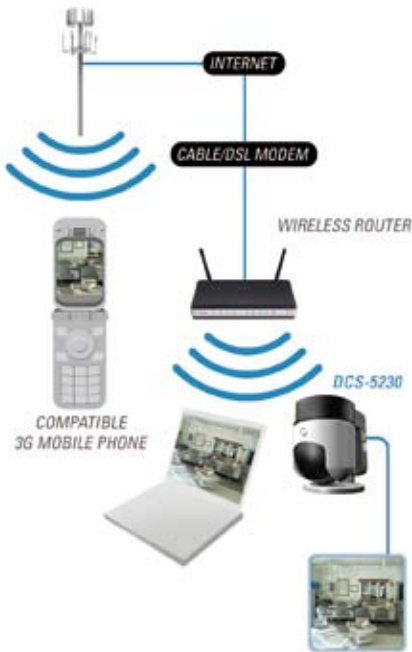 INTERNET
CABLE/DSL MODEM
WIRELESS ROUTER
DCS-5230
COMPATIBLE
3G MOBILE PHONE